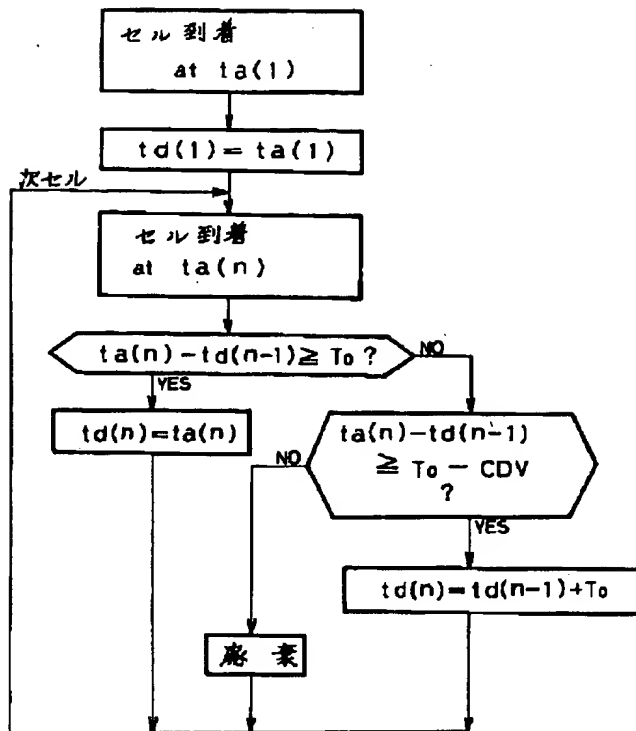 セル到着
at ta(1)
td(1)=ta(1)
次セル
セル到着
at ta(n)
ta(n)-td(n-1)≧To?
NO
YES
td(n)=ta(n)
ta(n)-td(n-1)
≧To-CDV
?
NO
YES
td(n)=td(n-1)+To
廃棄